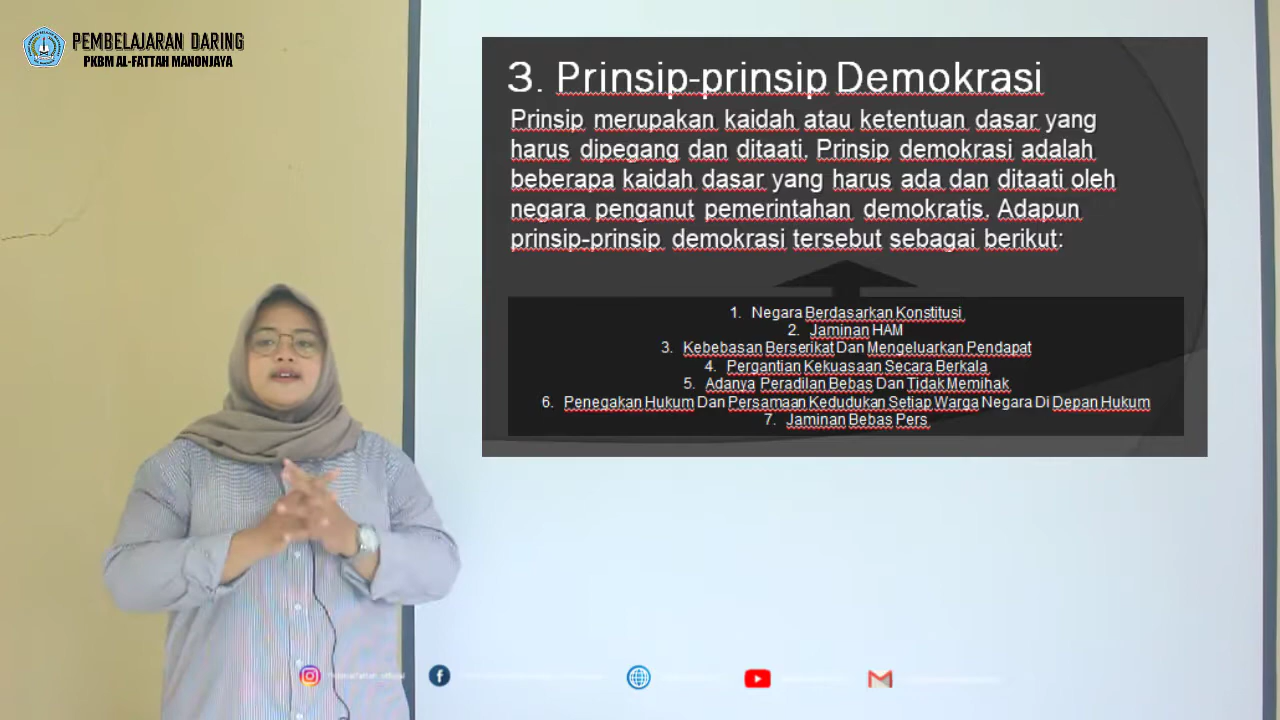 PEMBELAJARAN DARING
PKBM AL-FATTAH MANONJAYA
3. Prinsip-prinsip Demokrasi
Prinsip merupakan kaidah atau ketentuan dasar yang
harus dipegang dan ditaati. Prinsip demokrasi adalah
beberapa kaidah dasar yang harus ada dan ditaati oleh
negara penganut pemerintahan demokratis. Adapun
prinsip-prinsip demokrasi tersebut sebagai berikut:
1. Negara Berdasarkan Konstitusi
2. Jaminan HAM
3. Kebebasan Berserikat Dan Mengeluarkan Pendapat
4. Pergantian Kekuasaan Secara Berkala
5. Adanya Peradilan Bebas Dan Tidak Memihak
6. Penegakan Hukum Dan Persamaan Kedudukan Setiap Warga Negara Di Depan Hukum
7. Jaminan Bebas Pers